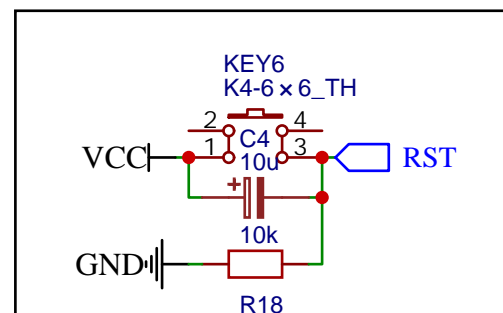 KEY6
K4-6×6_TH
2 4
C4
1 3
VCC 10u RST
+
10k
GND
R18